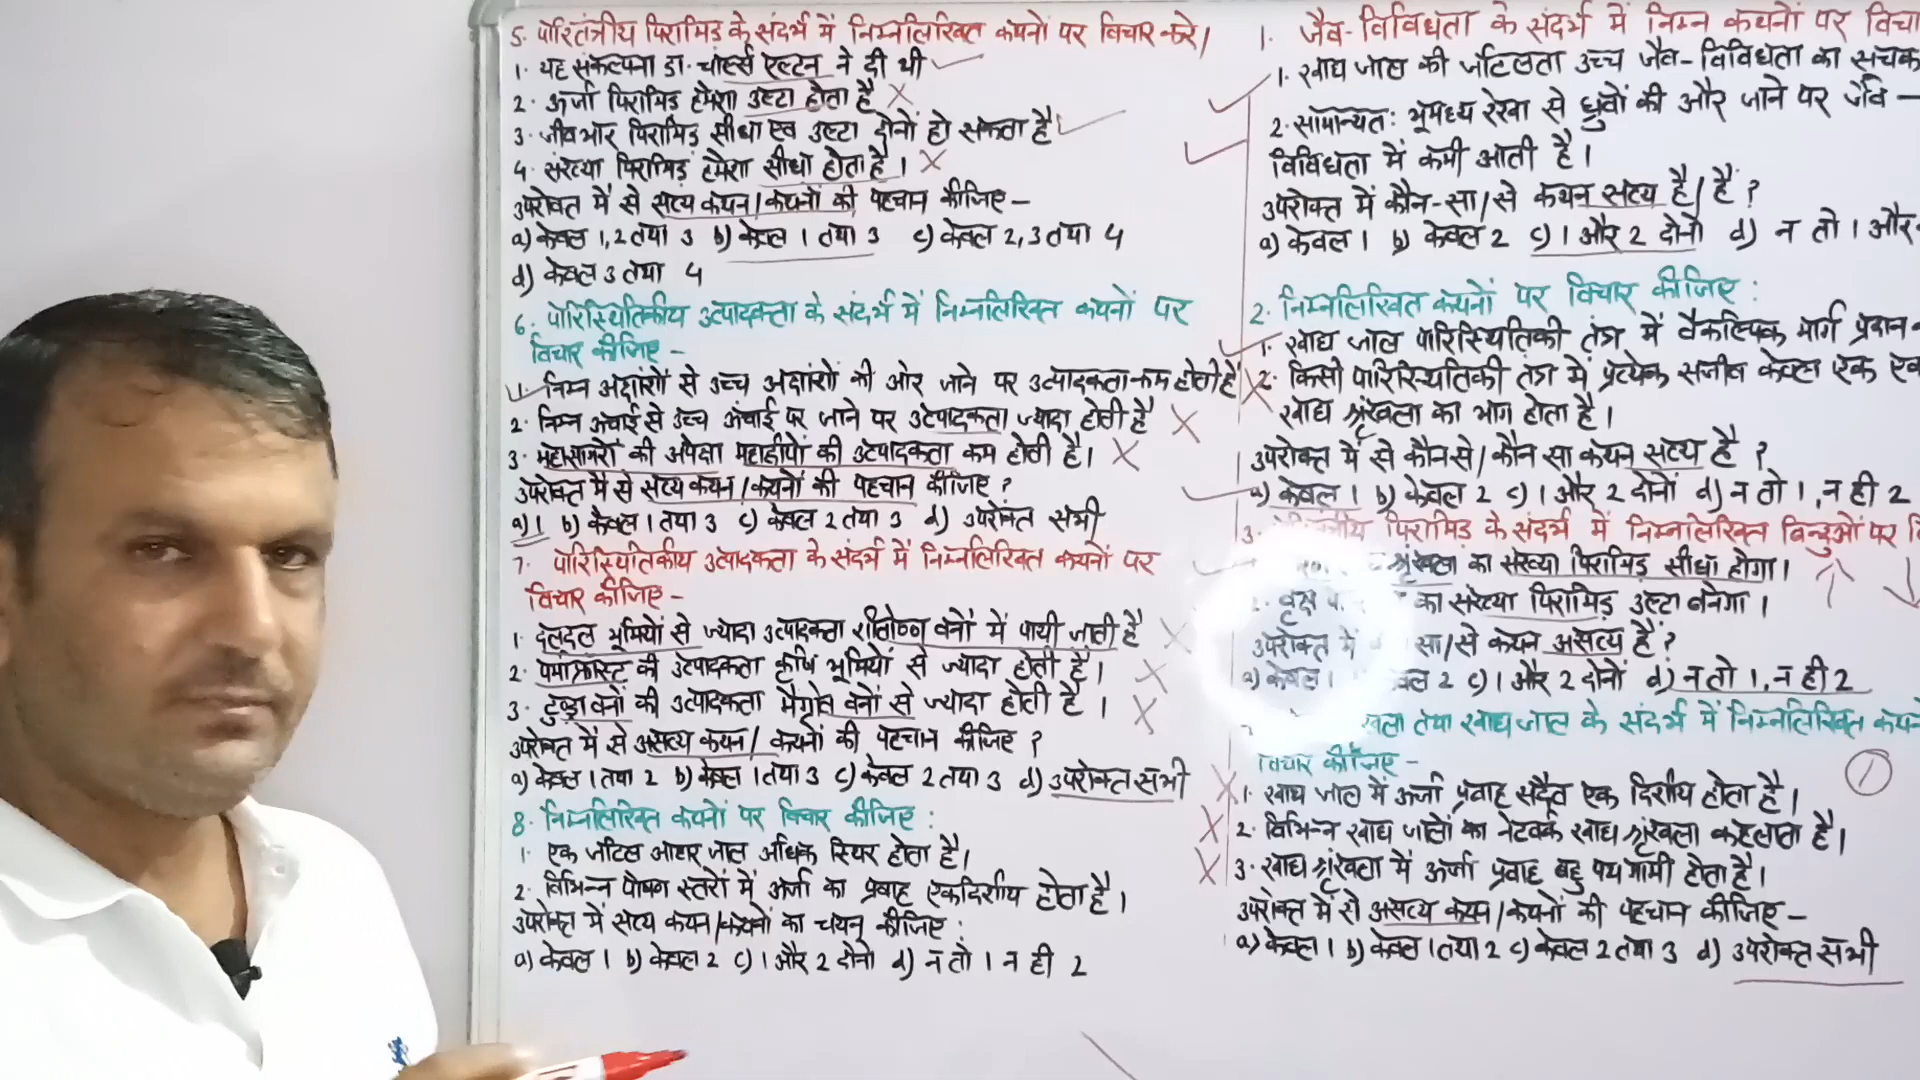 5. पारितंत्रीय पिरामिड के संदर्भ में निम्नलिखित कथनों पर विचार करे।
1. यह संकल्पना डा. चार्ल्स एल्टन ने दी थी
2. ऊर्जा पिरामिड हमेशा उल्टा होता है
3. जीवभार पिरामिड़ सीधा एव उल्टा दोनों हो सकता है
4. संख्या पिरामिड़ हमेशा सीधा होता है।
उपरोक्त में से सत्य कथन/कथनों की पहचान कीजिए-
a) केवल 1,2 तथा 3 b) केवल 1 तथा 3 c) केवल 2,3 तथा 4
d) केवल 3 तथा 4
6. पारिस्थितिकीय उत्पादकता के संदर्भ में निम्नलिखित कथनों पर
विचार कीजिए-
1. निम्न अक्षांशों से उच्च अक्षांशों की ओर जाने पर उत्पादकता कम होती है
2. निम्न ऊंचाई से उच्च ऊंचाई पर जाने पर उत्पादकता ज्यादा होती है
3. महासागरों की अपेक्षा महाद्वीपों की उत्पादकता कम होती है।
उपरोक्त में से सत्य कथन/कथनों की पहचान कीजिए?
a) 1 b) केवल 1 तथा 3 c) केवल 2 तथा 3 d) उपरोक्त सभी
7. पारिस्थितिकीय उत्पादकता के संदर्भ में निम्नलिखित कथनों पर
विचार कीजिए-
1. दलदल भूमियों से ज्यादा उत्पादकता शीतोष्ण वनों में पायी जाती है
2. पर्माफ्रास्ट की उत्पादकता कृषि भूमियों से ज्यादा होती है।
3. टुण्ड्रा वनों की उत्पादकता मैग्रोव वनों से ज्यादा होती है।
उपरोक्त में से असत्य कथन/कथनों की पहचान कीजिए?
a) केवल 1 तथा 2 b) केवल 1 तथा 3 c) केवल 2 तथा 3 d) उपरोक्त सभी
8. निम्नलिखित कथनों पर विचार कीजिए:
1. एक जटिल आहार जाल अधिक स्थिर होता है।
2. विभिन्न पोषण स्तरों में ऊर्जा का प्रवाह एकदिशीय होता है।
उपरोक्त में सत्य कथन/कथनों का चयन कीजिए:
a) केवल 1 b) केवल 2 c) 1 और 2 दोनो d) न तो 1 न ही 2
1. जैव-विविधता के संदर्भ में निम्न कथनों पर विचा
1. खाद्य जाल की जटिलता उच्च जैव-विविधता का सूचक
2. सामान्यतः भूमध्य रेखा से ध्रुवों की और जाने पर जैव-
विविधता में कमी आती है।
उपरोक्त में कौन-सा/से कथन सत्य है/हैं?
a) केवल 1 b) केवल 2 c) 1 और 2 दोनो d) न तो 1 और
2. निम्नलिखित कथनों पर विचार कीजिए:
1. खाद्य जाल पारिस्थितिकी तंत्र में वैकल्पिक मार्ग प्रदान
2. किसी पारिस्थितिकी तंत्र में प्रत्येक सजीव केवल एक
खाद्य श्रृंखला का भाग होता है।
उपरोक्त में से कौनसे/कौन सा कथन सत्य है?
a) केवल 1 b) केवल 2 c) 1 और 2 दोनों d) न तो 1, न ही 2
3. पिरामिड़ के संदर्भ में निम्नलिखित बिन्दुओं पर
श्रृंखला का संख्या पिरामिड़ सीधा होगा।
2. वृक्ष का संख्या पिरामिड़ उल्टा बनेगा।
उपरोक्त में सा/से कथन असत्य है?
a) केवल 1 2 c) 1 और 2 दोनों d) न तो 1, न ही 2
तथा खाद्य जाल के संदर्भ में निम्नलिखित
विचार कीजिए-
1
1. खाद्य जाल में ऊर्जा प्रवाह सदैव एक दिशीय होता है।
2. विभिन्न खाद्य जालों का नेटवर्क खाद्य श्रृंखला कहलाता है।
3. खाद्य श्रृंखला में ऊर्जा प्रवाह बहु पथ गामी होता है।
उपरोक्त में से असत्य कथन/कथनों की पहचान कीजिए-
a) केवल 1 b) केवल 1 तथा 2 c) केवल 2 तथा 3 d) उपरोक्त सभी